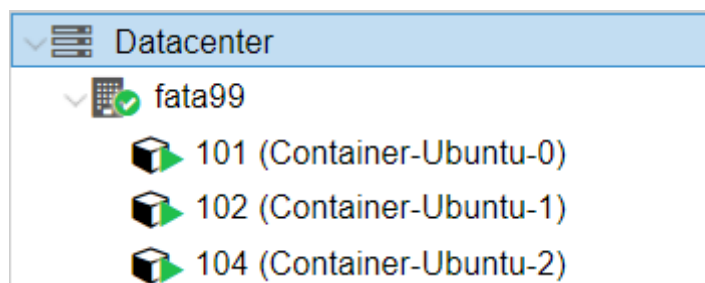 Datacenter
fata99
101 (Container-Ubuntu-0)
102 (Container-Ubuntu-1)
104 (Container-Ubuntu-2)